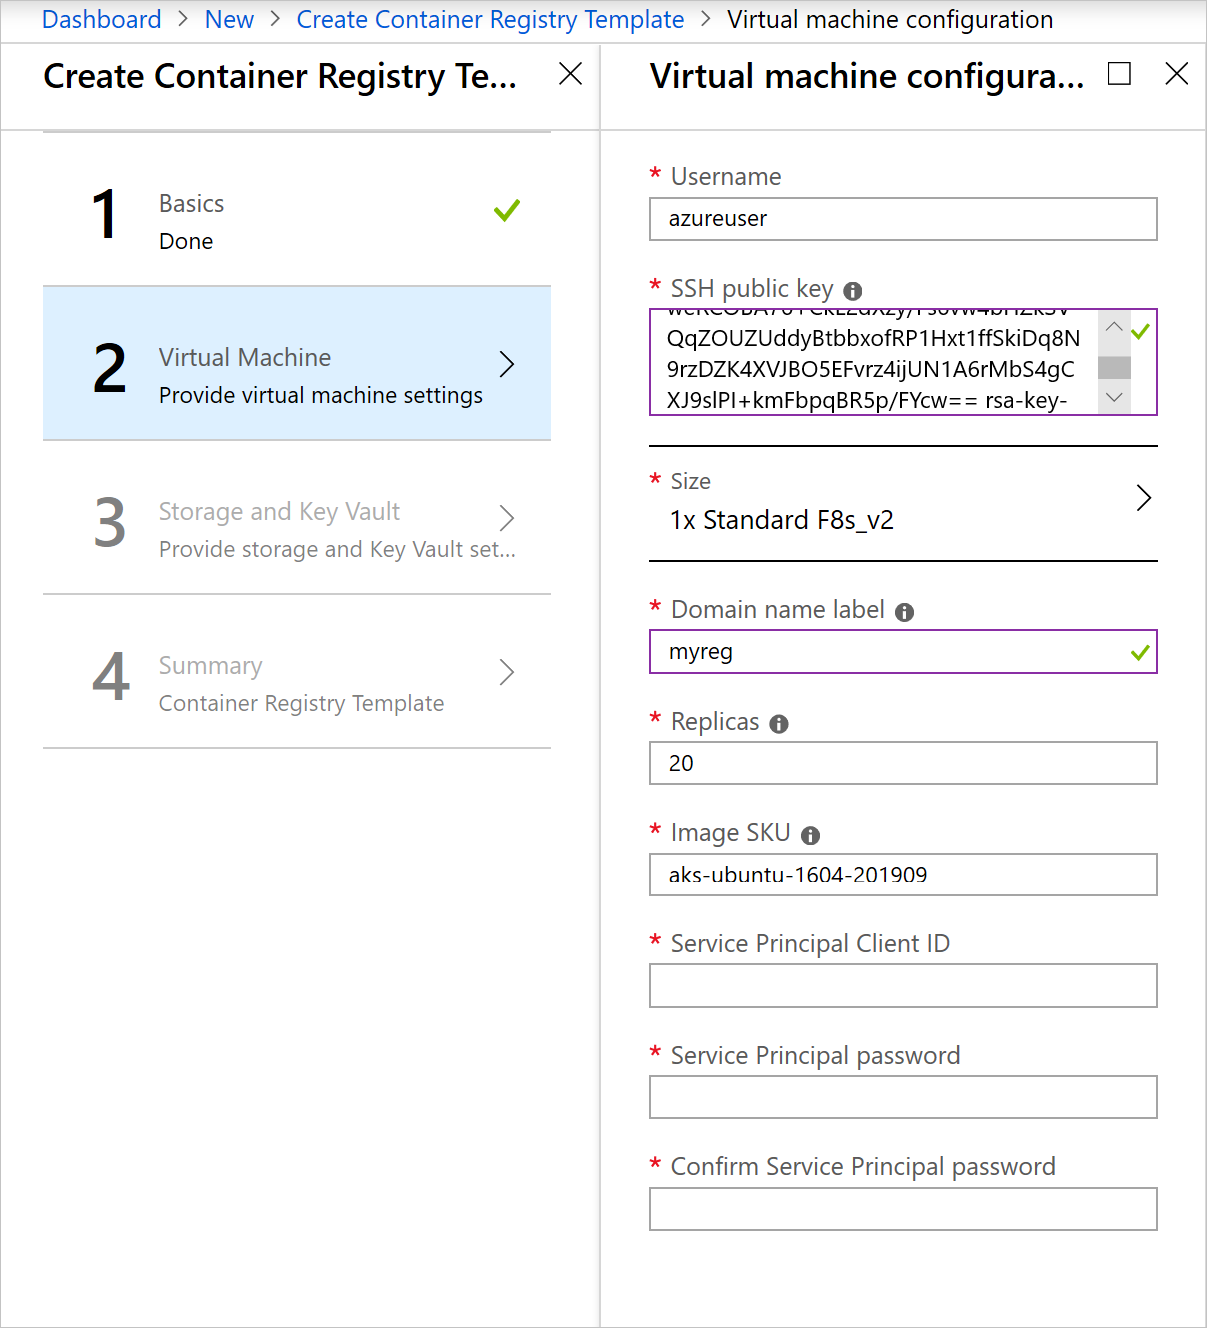 Dashboard > New > Create Container Registry Template > Virtual machine configuration
Create Container Registry Te...
1
Basics
Done
2
Virtual Machine
Provide virtual machine settings
3
Storage and Key Vault
Provide storage and Key Vault set...
4
Summary
Container Registry Template
Virtual machine configura...
* Username
azureuser
* SSH public key
QqZOUZUddyBtbbxofRP1Hxt1ffSkiDq8N
9rzDZK4XVJBO5EFvrz4ijUN1A6rMbS4gC
XJ9slPI+kmFbpqBR5p/FYcw== rsa-key-
* Size
1x Standard F8s_v2
* Domain name label
myreg
* Replicas
20
* Image SKU
aks-ubuntu-1604-201909
* Service Principal Client ID
* Service Principal password
* Confirm Service Principal password